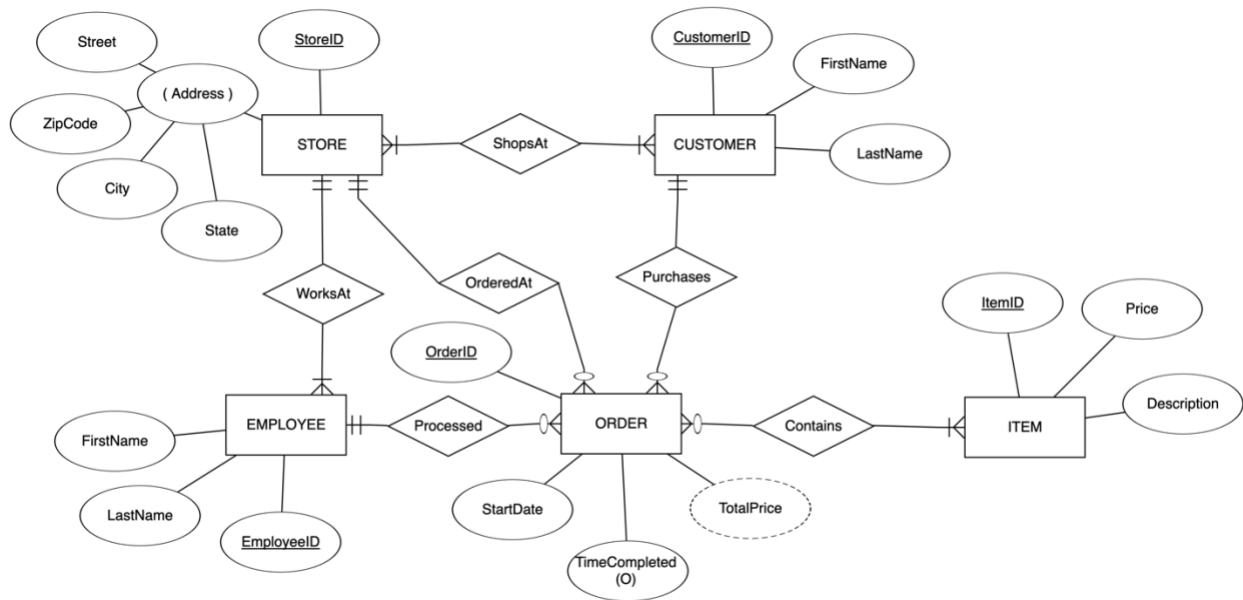 Street
StoreID
CustomerID
FirstName
( Address )
ZipCode
STORE
ShopsAt
CUSTOMER
LastName
City
State
WorksAt
OrderedAt
Purchases
ItemID
Price
OrderID
Description
EMPLOYEE
Processed
ORDER
Contains
ITEM
FirstName
LastName
StartDate
TotalPrice
EmployeeID
TimeCompleted
(O)